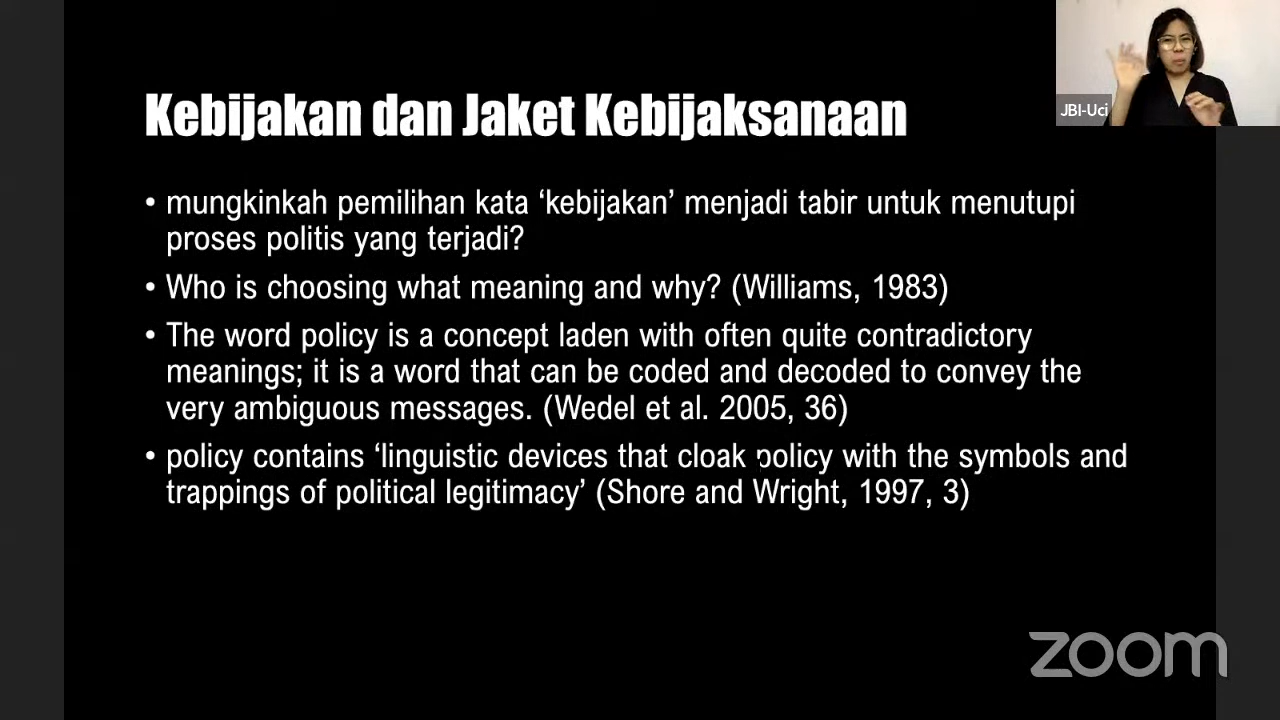 JBI-Uci
Kebijakan dan Jaket Kebijaksanaan
• mungkinkah pemilihan kata ‘kebijakan’ menjadi tabir untuk menutupi
proses politis yang terjadi?
• Who is choosing what meaning and why? (Williams, 1983)
• The word policy is a concept laden with often quite contradictory
meanings; it is a word that can be coded and decoded to convey the
very ambiguous messages. (Wedel et al. 2005, 36)
• policy contains ‘linguistic devices that cloak policy with the symbols and
trappings of political legitimacy’ (Shore and Wright, 1997, 3)
zoom